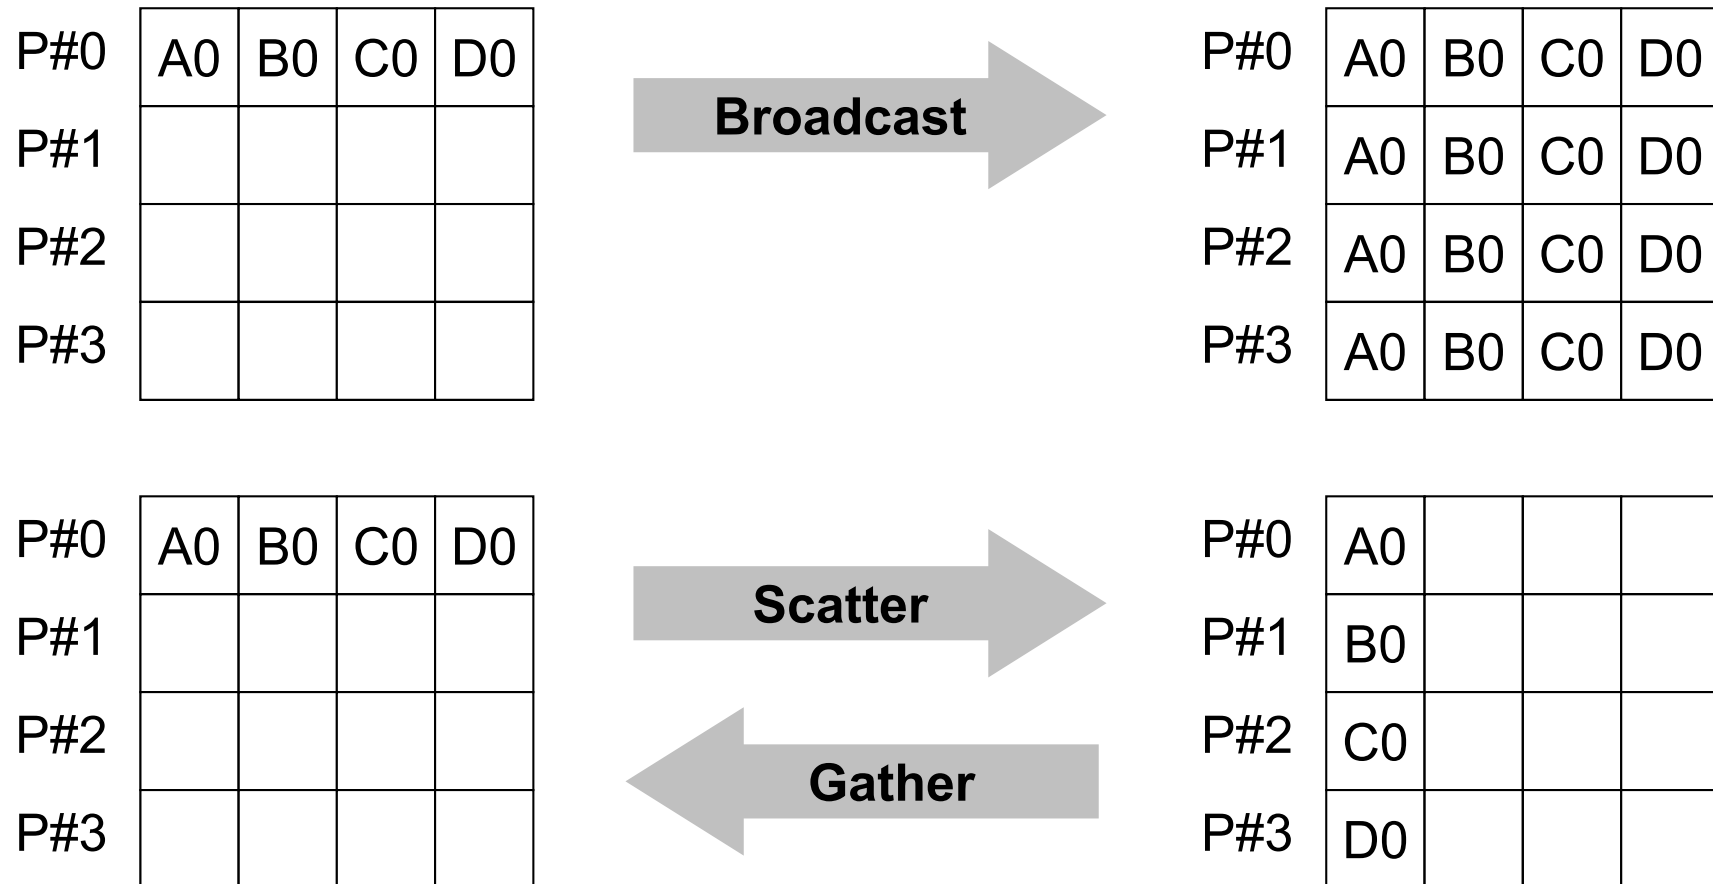 P#0 A0 B0 C0 D0 Broadcast P#0 A0 B0 C0 D0
P#1 P#1 A0 B0 C0 D0
P#2 P#2 A0 B0 C0 D0
P#3 P#3 A0 B0 C0 D0
P#0 A0 B0 C0 D0 Scatter P#0 A0
P#1 P#1 B0
P#2 Gather P#2 C0
P#3 P#3 D0